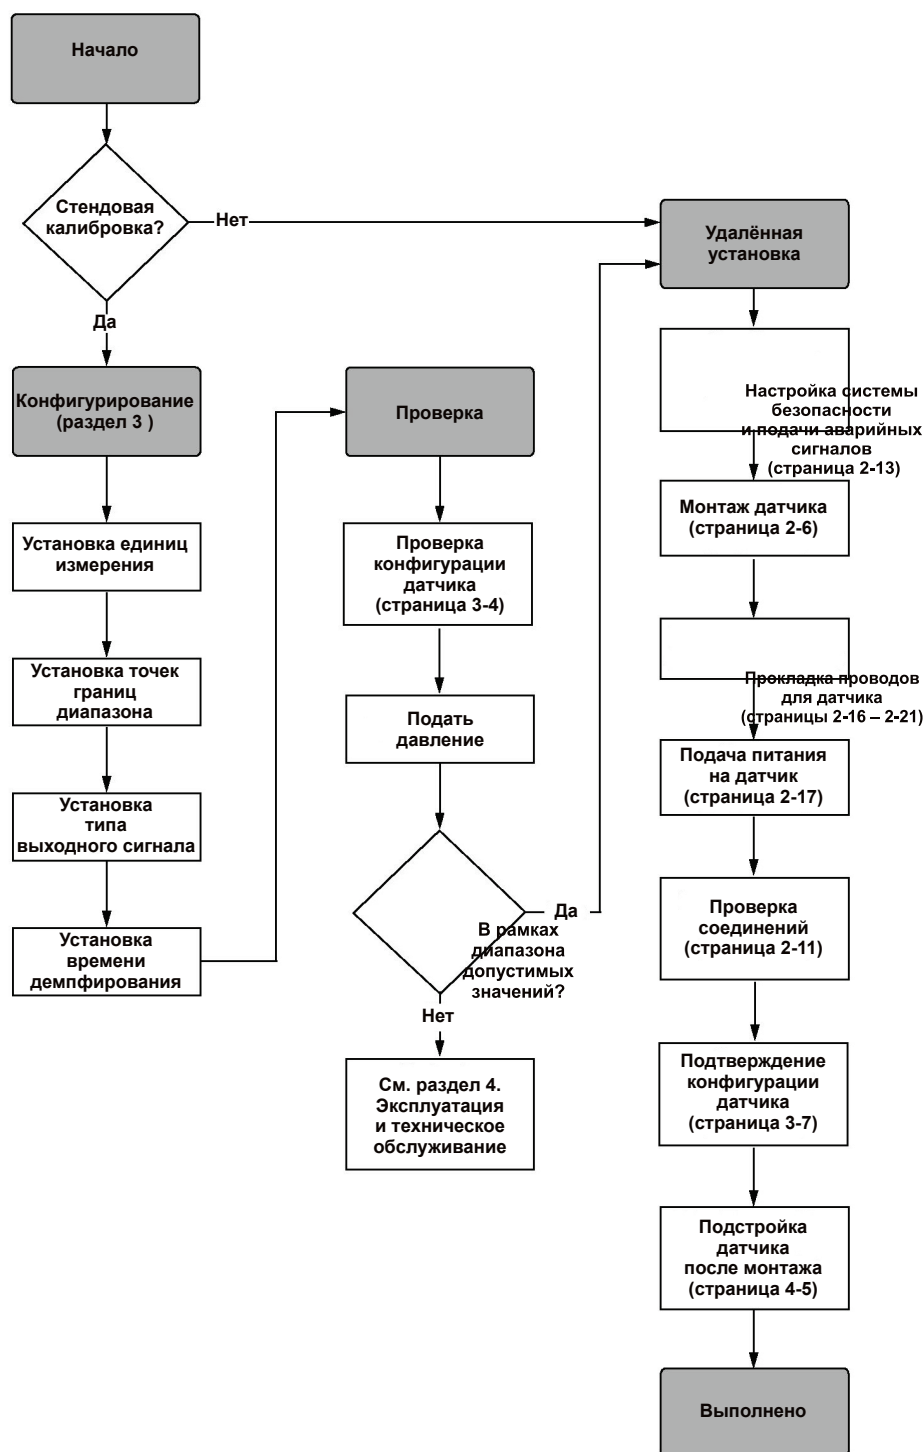 Начало
Стендовая
калибровка?
Нет
Да
Конфигурирование
(раздел 3 )
Установка единиц
измерения
Установка точек
границ
диапазона
Установка
типа
выходного сигнала
Установка
времени
демпфирования
Проверка
Проверка
конфигурации
датчика
(страница 3-4)
Подать
давление
В рамках
диапазона
допустимых
значений?
Да
Нет
См. раздел 4.
Эксплуатация
и техническое
обслуживание
Удалённая
установка
Настройка системы
безопасности
и подачи аварийных
сигналов
(страница 2-13)
Монтаж датчика
(страница 2-6)
Прокладка проводов
для датчика
(страницы 2-16 – 2-21)
Подача питания
на датчик
(страница 2-17)
Проверка
соединений
(страница 2-11)
Подтверждение
конфигурации
датчика
(страница 3-7)
Подстройка
датчика
после монтажа
(страница 4-5)
Выполнено